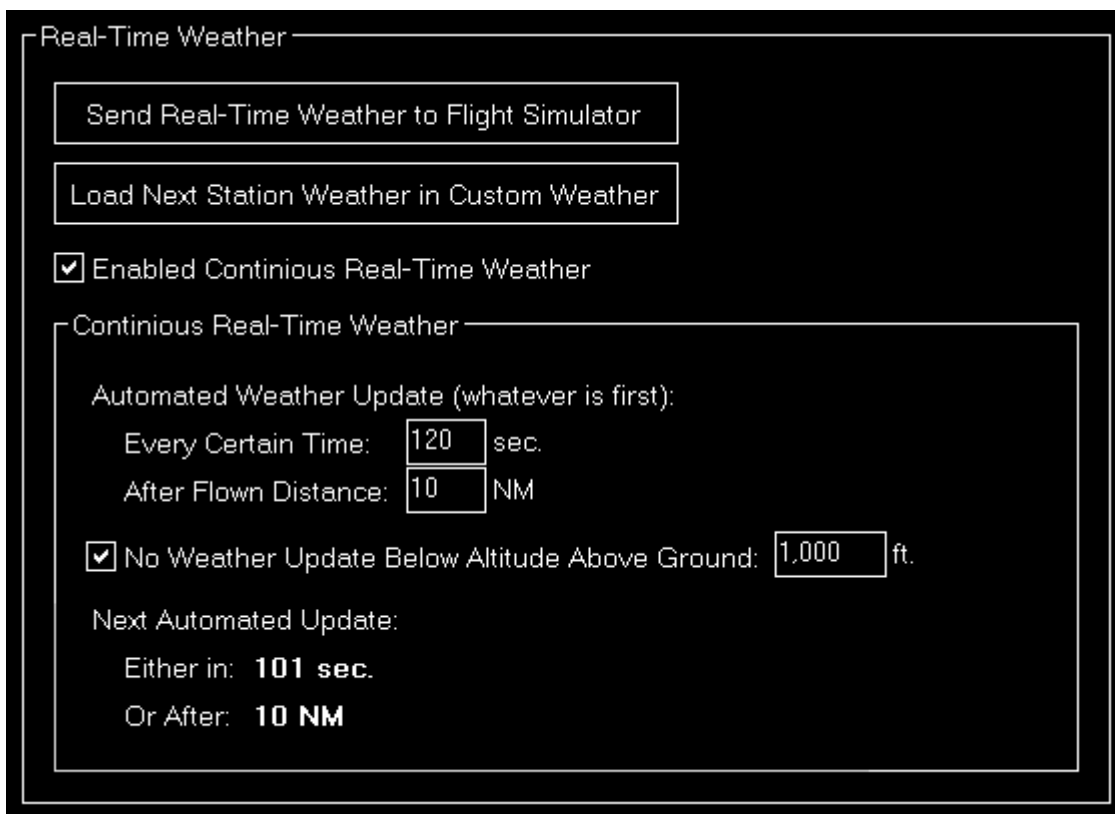 Real-Time Weather
Send Real-Time Weather to Flight Simulator
Load Next Station Weather in Custom Weather
Enabled Continious Real-Time Weather
Continious Real-Time Weather
Automated Weather Update (whatever is first):
Every Certain Time: 120 sec.
After Flown Distance: 10 NM
No Weather Update Below Altitude Above Ground: 1,000 ft.
Next Automated Update:
Either in: 101 sec.
Or After: 10 NM